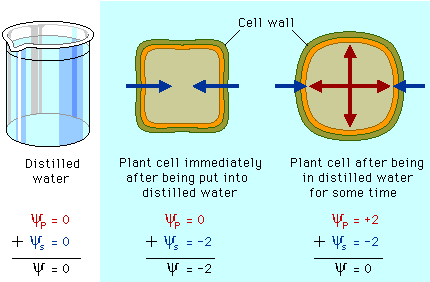 Cell wall
Distilled
water
Plant cell immediately
after being put into
distilled water
Plant cell after being
in distilled water
for some time
Ψp = 0
+ Ψs = 0
Ψ = 0
Ψp = 0
+ Ψs = -2
Ψ = -2
Ψp = +2
+ Ψs = -2
Ψ = 0